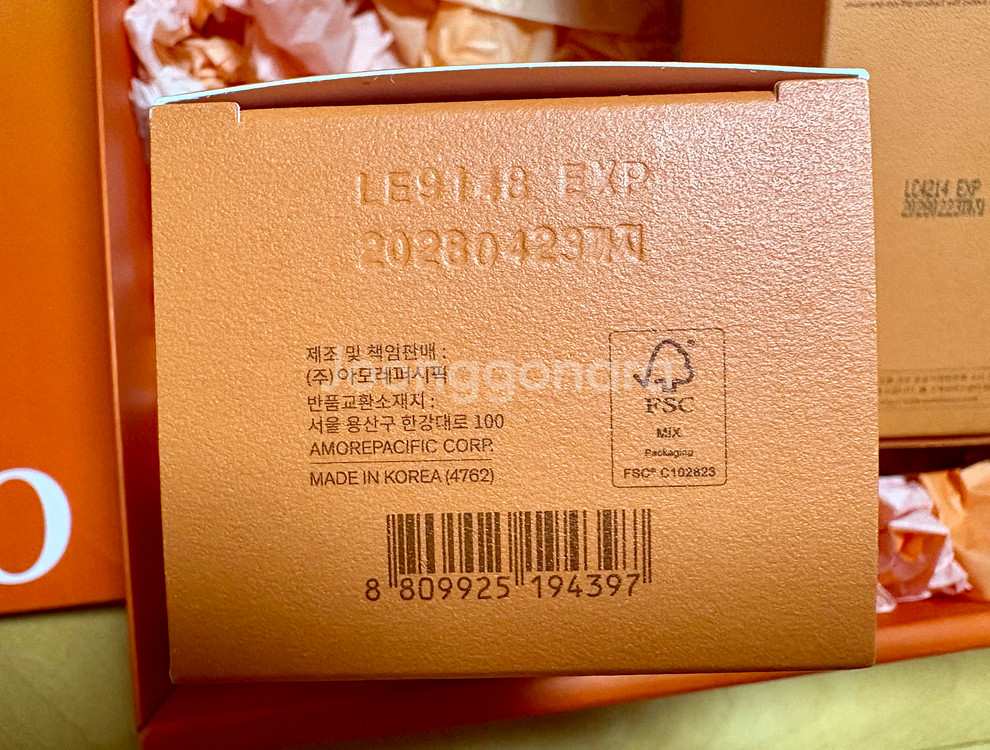 LE9148 EXP
20280429까지
제조 및 책임판매 :
(주)아모레퍼시픽
반품교환소재지 :
서울 용산구 한강대로 100
AMOREPACIFIC CORP.
MADE IN KOREA (4762)
FSC
MIX
Packaging
FSC® C102823
8 809925 194397
LC4214 EXP
20280223까지